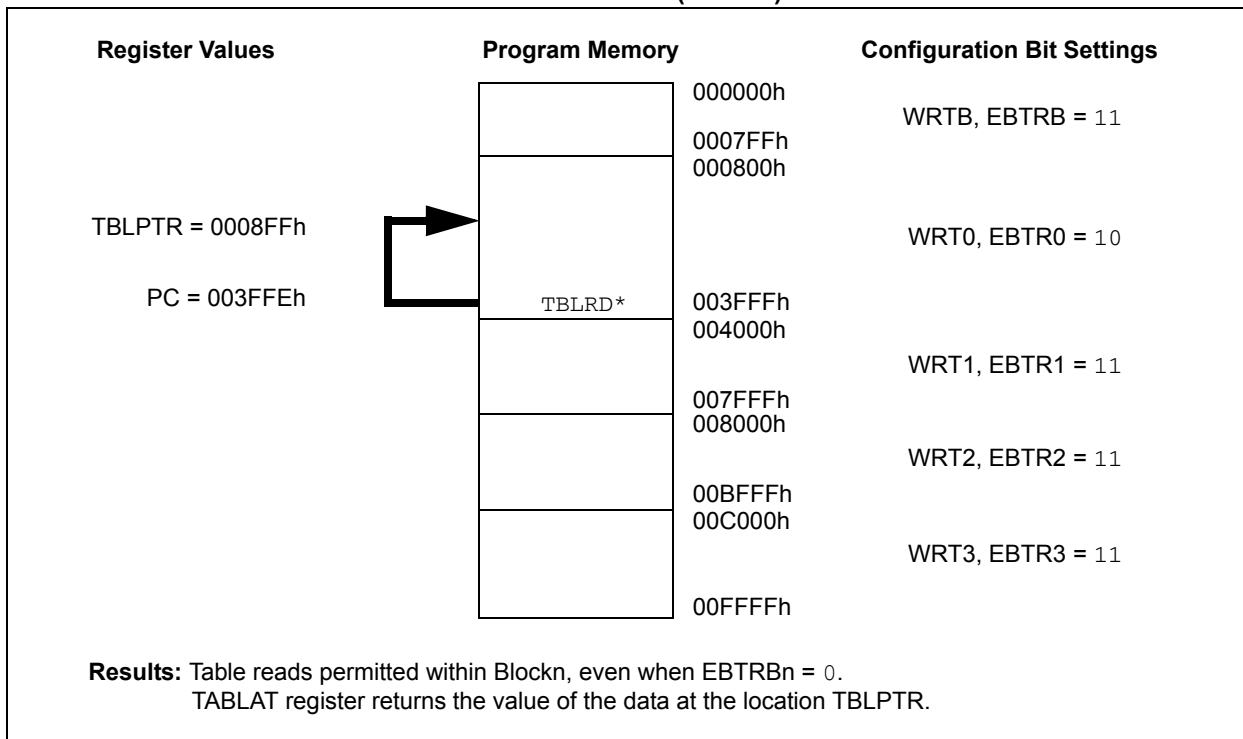 Register Values Program Memory Configuration Bit Settings
000000h
WRTB, EBTRB = 11
0007FFh
000800h
TBLPTR = 0008FFh
WRT0, EBTR0 = 10
PC = 003FFEh
TBLRD*
003FFFh
004000h
WRT1, EBTR1 = 11
007FFFh
008000h
WRT2, EBTR2 = 11
00BFFFh
00C000h
WRT3, EBTR3 = 11
00FFFFh
Results: Table reads permitted within Blockn, even when EBTRBn = 0.
TABLAT register returns the value of the data at the location TBLPTR.